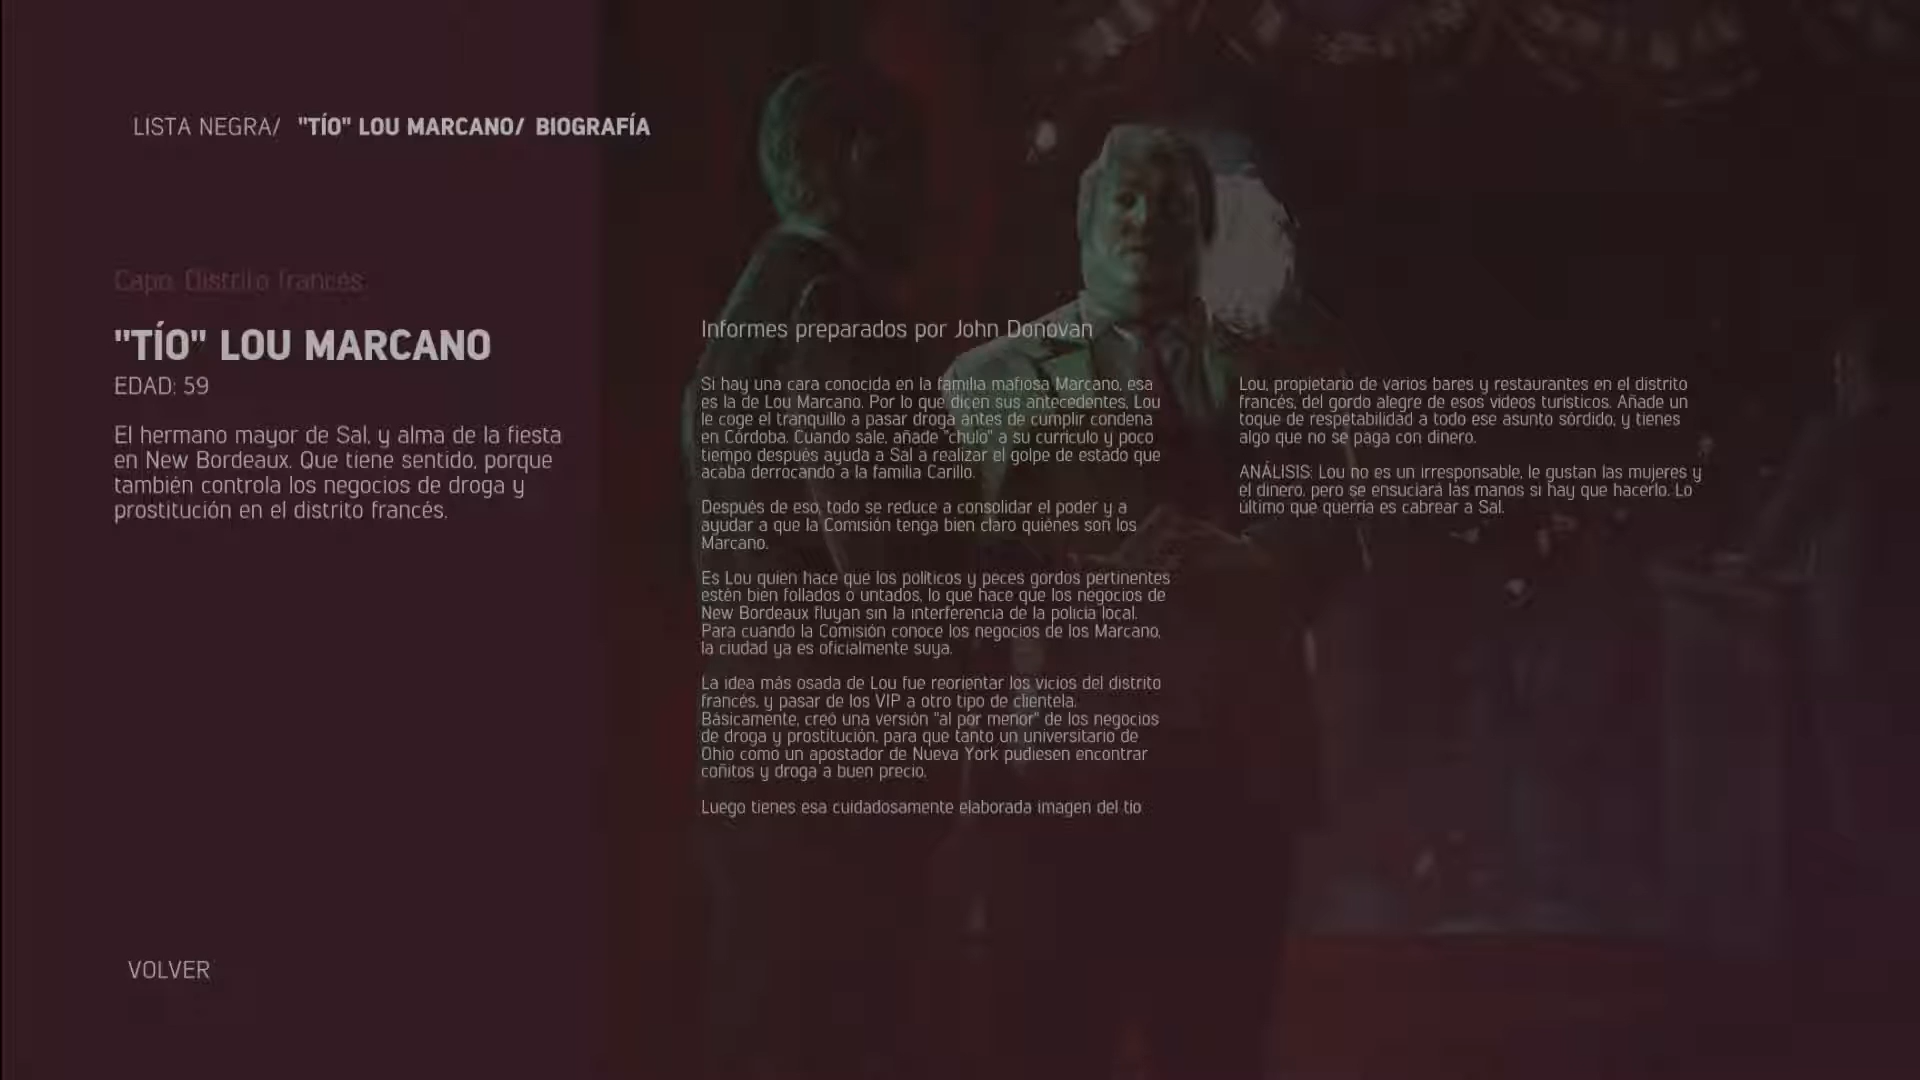 LISTA NEGRA/ "TÍO" LOU MARCANO/ BIOGRAFÍA
Capo. Distrito francés
"TÍO" LOU MARCANO
EDAD: 59
El hermano mayor de Sal, y alma de la fiesta
en New Bordeaux. Que tiene sentido, porque
también controla los negocios de droga y
prostitución en el distrito francés.
Informes preparados por John Donovan
Si hay una cara conocida en la familia mafiosa Marcano, esa
es la de Lou Marcano. Por lo que dicen sus antecedentes, Lou
le coge el tranquillo a pasar droga antes de cumplir condena
en Córdoba. Cuando sale, añade "chulo" a su currículo y poco
tiempo después ayuda a Sal a realizar el golpe de estado que
acaba derrocando a la familia Carillo.
Después de eso, todo se reduce a consolidar el poder y a
ayudar a que la Comisión tenga bien claro quiénes son los
Marcano.
Es Lou quien hace que los políticos y peces gordos pertinentes
estén bien follados o untados, lo que hace que los negocios de
New Bordeaux fluyan sin la interferencia de la policía local.
Para cuando la Comisión conoce los negocios de los Marcano,
la ciudad ya es oficialmente suya.
La idea más osada de Lou fue reorientar los vicios del distrito
francés, y pasar de los VIP a otro tipo de clientela.
Básicamente, creó una versión "al por menor" de los negocios
de droga y prostitución, para que tanto un universitario de
Ohio como un apostador de Nueva York pudiesen encontrar
coñitos y droga a buen precio.
Luego tienes esa cuidadosamente elaborada imagen del tío
Lou, propietario de varios bares y restaurantes en el distrito
francés, del gordo alegre de esos vídeos turísticos. Añade un
toque de respetabilidad a todo ese asunto sórdido, y tienes
algo que no se paga con dinero.
ANÁLISIS: Lou no es un irresponsable, le gustan las mujeres y
el dinero, pero se ensuciará las manos si hay que hacerlo. Lo
último que querría es cabrear a Sal.
VOLVER